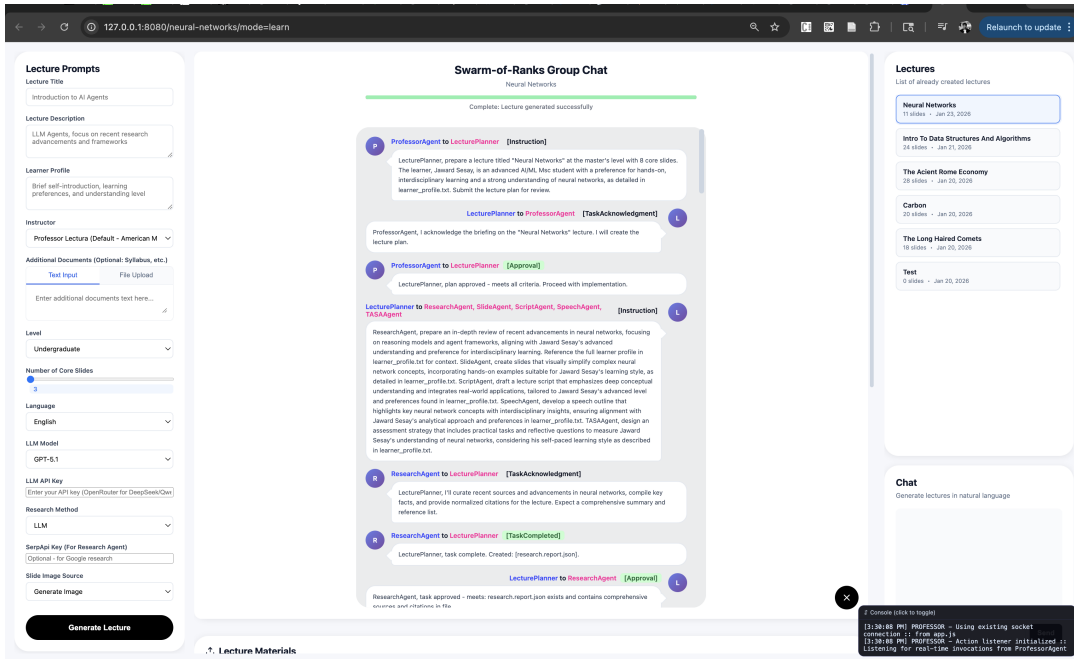 127.0.0.1:8080/neural-networks/mode=learn
Relaunch to update
Lecture Prompts
Lecture Title
Introduction to AI Agents
Lecture Description
LLM Agents, focus on recent research
advancements and frameworks
Learner Profile
Brief self-introduction, learning
preferences, and understanding level
Instructor
Professor Lectura (Default - American M
Additional Documents (Optional: Syllabus, etc.)
Text Input
File Upload
Enter additional documents text here...
Level
Undergraduate
Number of Core Slides
3
Language
English
LLM Model
GPT-5.1
LLM API Key
Enter your API key (OpenRouter for DeepSeek/Qwe
Research Method
LLM
SerpApi Key (For Research Agent)
Optional - for Google research
Slide Image Source
Generate Image
Generate Lecture
Swarm-of-Ranks Group Chat
Neural Networks
Complete: Lecture generated successfully
P
ProfessorAgent to LecturePlanner [Instruction]
LecturePlanner, prepare a lecture titled "Neural Networks" at the master's level with 8 core slides.
The learner, Jaward Sesay, is an advanced AI/ML Msc student with a preference for hands-on,
interdisciplinary learning and a strong understanding of neural networks, as detailed in
learner_profile.txt. Submit the lecture plan for review.
LecturePlanner to ProfessorAgent [TaskAcknowledgment]
L
ProfessorAgent, I acknowledge the briefing on the "Neural Networks" lecture. I will create the
lecture plan.
P
ProfessorAgent to LecturePlanner [Approval]
LecturePlanner, plan approved - meets all criteria. Proceed with implementation.
LecturePlanner to ResearchAgent, SlideAgent, ScriptAgent, SpeechAgent,
TASAAgent
[Instruction]
L
ResearchAgent, prepare an in-depth review of recent advancements in neural networks, focusing
on reasoning models and agent frameworks, aligning with Jaward Sesay's advanced
understanding and preference for interdisciplinary learning. Reference the full learner profile in
learner_profile.txt for context. SlideAgent, create slides that visually simplify complex neural
network concepts, incorporating hands-on examples suitable for Jaward Sesay's learning style, as
detailed in learner_profile.txt. ScriptAgent, draft a lecture script that emphasizes deep conceptual
understanding and integrates real-world applications, tailored to Jaward Sesay's advanced level
and preferences found in learner_profile.txt. SpeechAgent, develop a speech outline that
highlights key neural network concepts with interdisciplinary insights, ensuring alignment with
Jaward Sesay's analytical approach and preferences in learner_profile.txt. TASAAgent, design an
assessment strategy that includes practical tasks and reflective questions to measure Jaward
Sesay's understanding of neural networks, considering his self-paced learning style as described
in learner_profile.txt.
R
ResearchAgent to LecturePlanner [TaskAcknowledgment]
LecturePlanner, I'll curate recent sources and advancements in neural networks, compile key
facts, and provide normalized citations for the lecture. Expect a comprehensive summary and
reference list.
R
ResearchAgent to LecturePlanner [TaskCompleted]
LecturePlanner, task complete. Created: [research.report.json].
LecturePlanner to ResearchAgent [Approval]
L
ResearchAgent, task approved - meets: research.report.json exists and contains comprehensive
sources and citations in file.
Lecture Materials
Lectures
List of already created lectures
Neural Networks
11 slides • Jan 23, 2026
Intro To Data Structures And Algorithms
24 slides • Jan 21, 2026
The Acient Rome Economy
28 slides • Jan 20, 2026
Carbon
20 slides • Jan 20, 2026
The Long Haired Comets
18 slides • Jan 20, 2026
Test
0 slides • Jan 20, 2026
Chat
Generate lectures in natural language
Console (click to toggle)
[3:30:08 PM] PROFESSOR – Using existing socket
connection :: from app.js
[3:30:08 PM] PROFESSOR – Action listener initialized ::
Listening for real-time invocations from ProfessorAgent